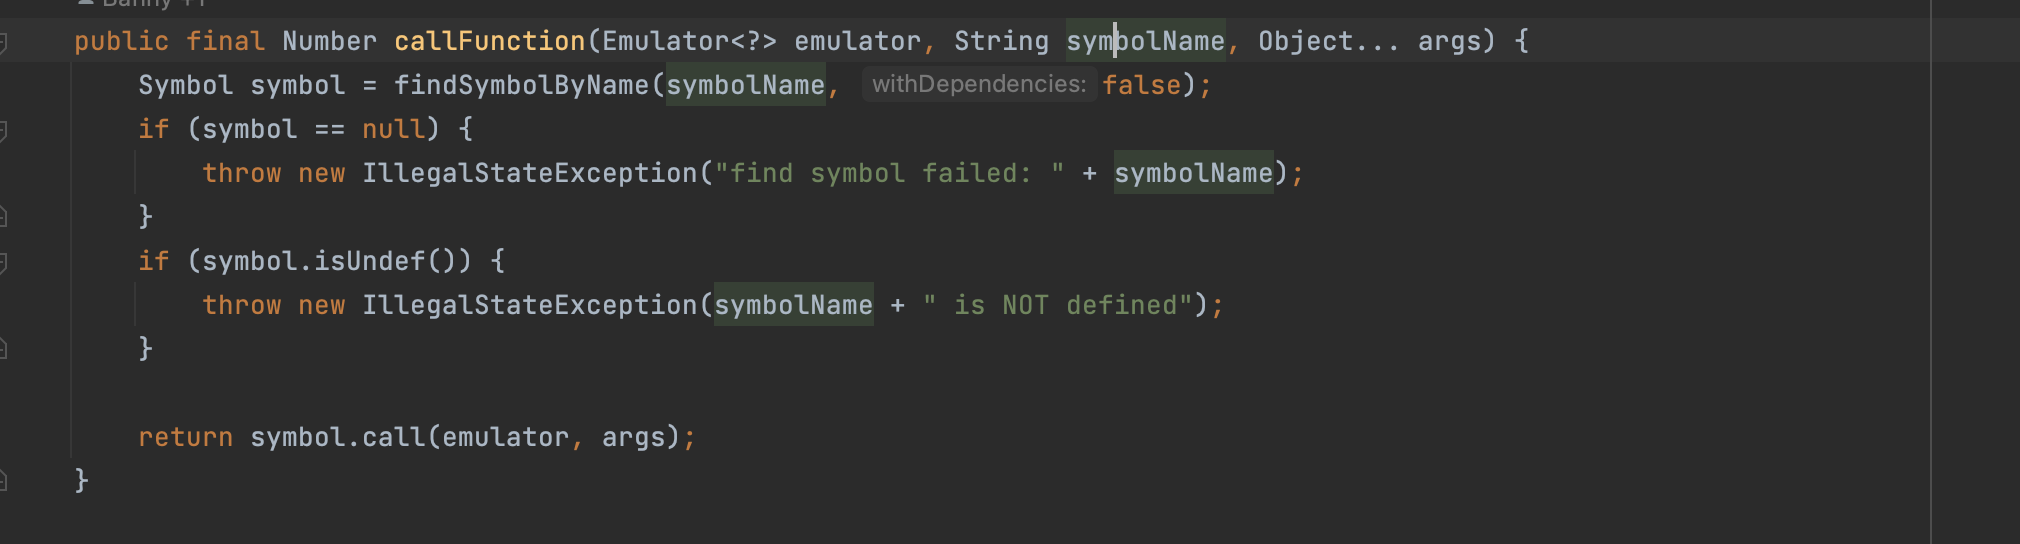 public final Number callFunction(Emulator<?> emulator, String symbolName, Object... args) {
Symbol symbol = findSymbolByName(symbolName, withDependencies: false);
if (symbol == null) {
throw new IllegalStateException("find symbol failed: " + symbolName);
}
if (symbol.isUndef()) {
throw new IllegalStateException(symbolName + " is NOT defined");
}
return symbol.call(emulator, args);
}